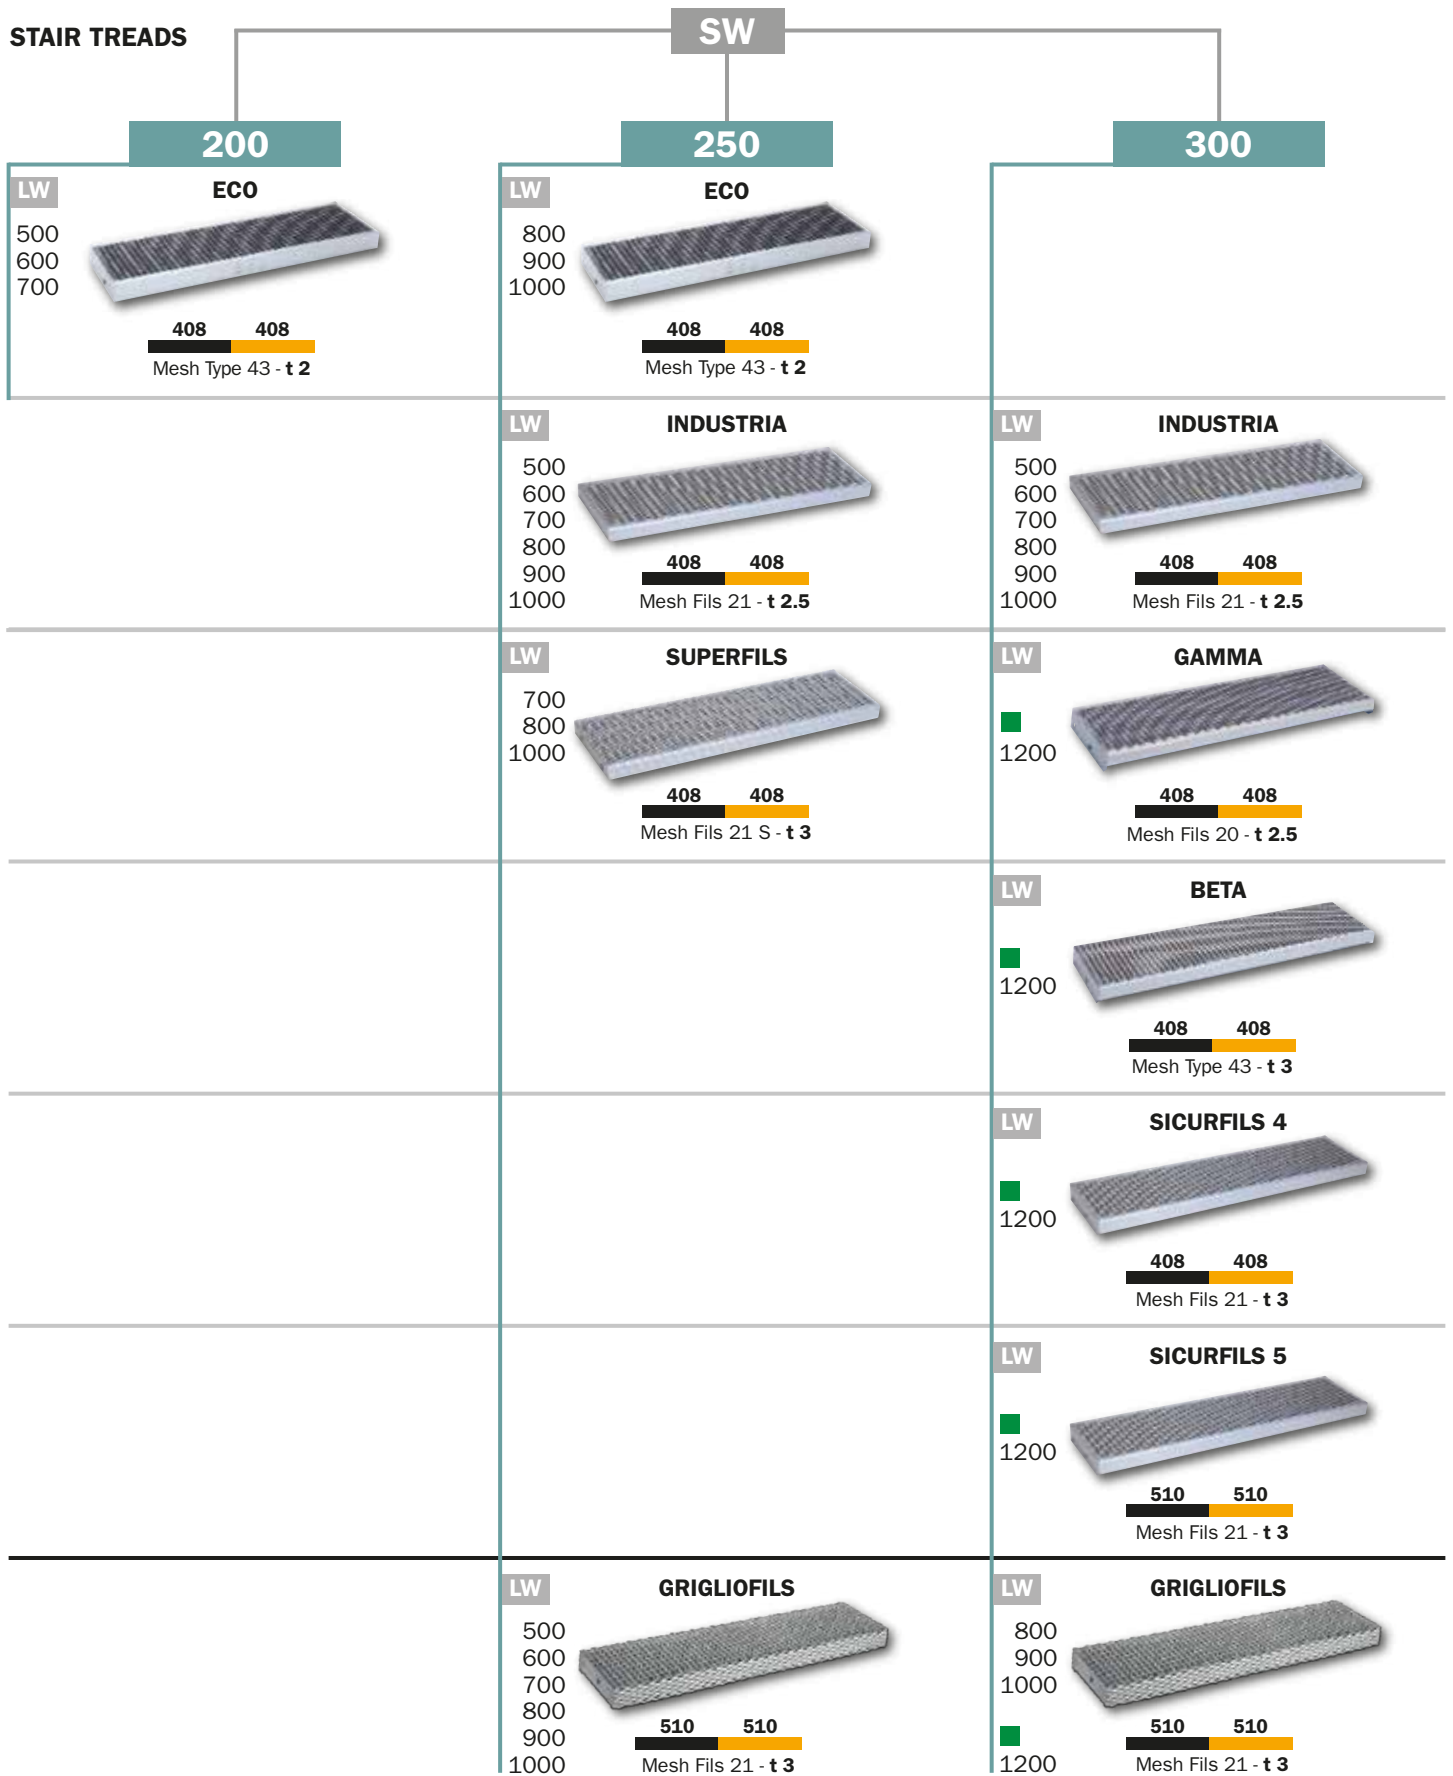 STAIR TREADS
SW
200
250
300
LW
ECO
500
600
700
408 408
Mesh Type 43 - t 2
LW
ECO
800
900
1000
408 408
Mesh Type 43 - t 2
LW
INDUSTRIA
500
600
700
800
900
1000
408 408
Mesh Fils 21 - t 2.5
LW
INDUSTRIA
500
600
700
800
900
1000
408 408
Mesh Fils 21 - t 2.5
LW
SUPERFILS
700
800
1000
408 408
Mesh Fils 21 S - t 3
LW
GAMMA
1200
408 408
Mesh Fils 20 - t 2.5
LW
BETA
1200
408 408
Mesh Type 43 - t 3
LW
SICURFILS 4
1200
408 408
Mesh Fils 21 - t 3
LW
SICURFILS 5
1200
510 510
Mesh Fils 21 - t 3
LW
GRIGLIOFILS
500
600
700
800
900
1000
510 510
Mesh Fils 21 - t 3
LW
GRIGLIOFILS
800
900
1000
1200
510 510
Mesh Fils 21 - t 3